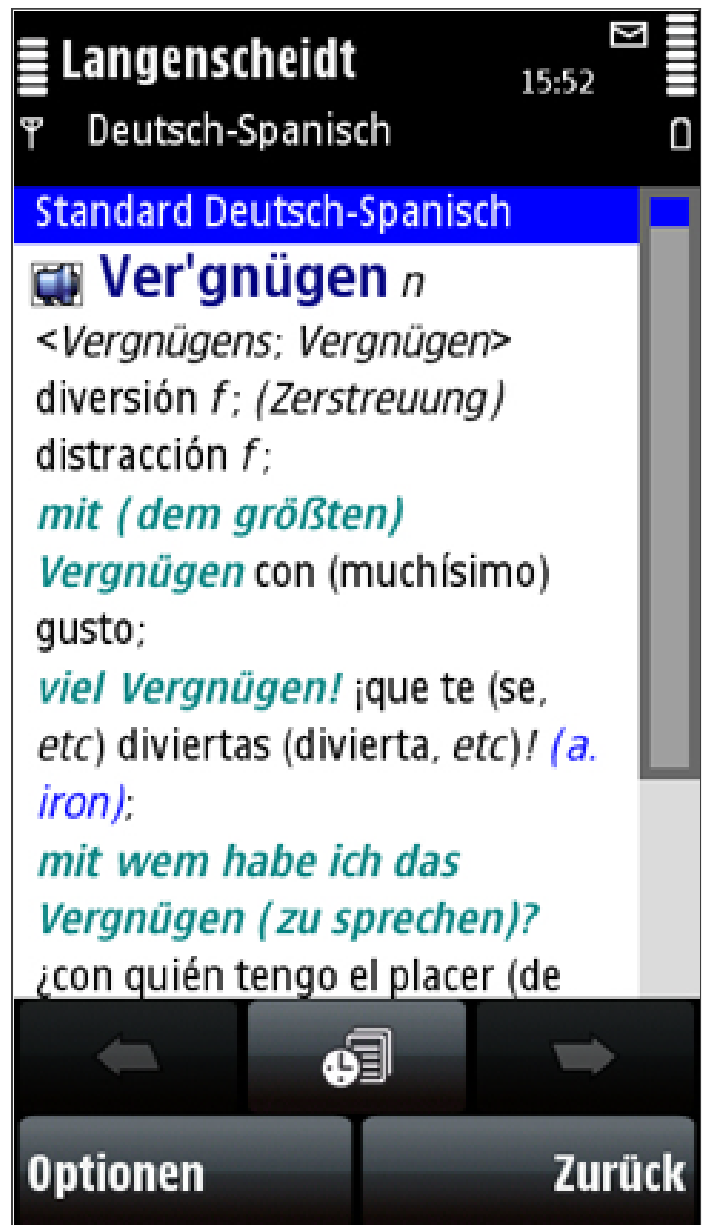 Langenscheidt
15:52
Deutsch-Spanisch
Standard Deutsch-Spanisch
Ver'gnügen n
<Vergnügens; Vergnügen>
diversión f; (Zerstreuung)
distracción f;
mit (dem größten)
Vergnügen con (muchísimo)
gusto;
viel Vergnügen! ¡que te (se,
etc) diviertas (divierta, etc)! (a.
iron);
mit wem habe ich das
Vergnügen (zu sprechen)?
¿con quién tengo el placer (de
Optionen
Zurück